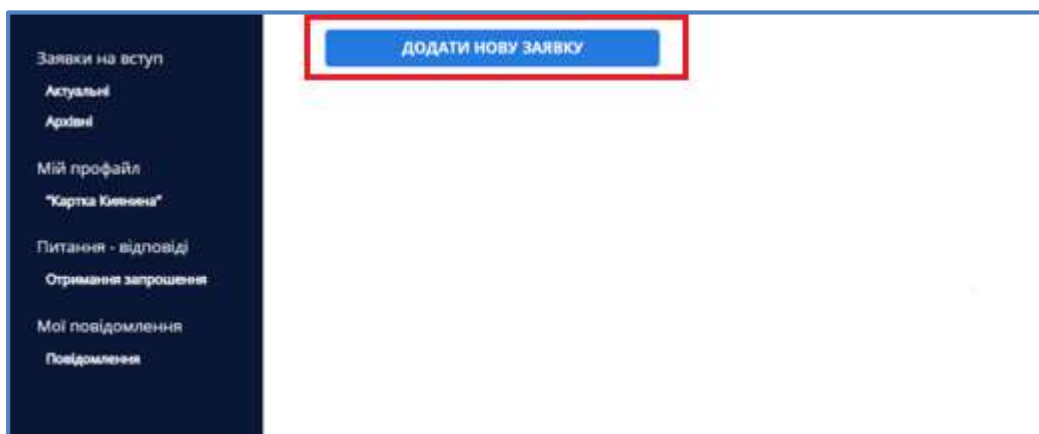 ДОДАТИ НОВУ ЗАЯВКУ
Заявки на вступ
Актуальні
Архівні
Мій профайл
"Картка Киянина"
Питання - відповіді
Отримання запрошення
Мої повідомлення
Повідомлення